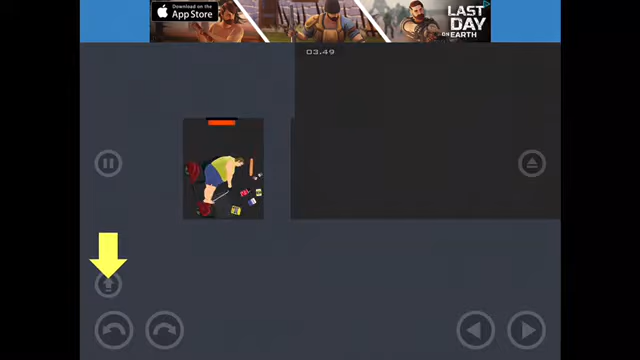 Download on the
App Store
LAST
DAY
ON EARTH
03.49